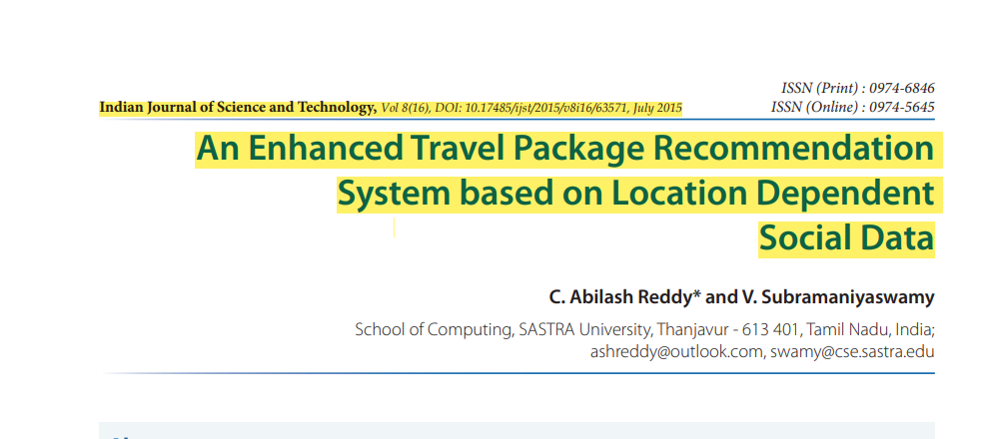 ISSN (Print) : 0974-6846
Indian Journal of Science and Technology, Vol 8(16), DOI: 10.17485/ijst/2015/v8i16/63571, July 2015
ISSN (Online) : 0974-5645
An Enhanced Travel Package Recommendation
System based on Location Dependent
Social Data
C. Abilash Reddy* and V. Subramaniyaswamy
School of Computing, SASTRA University, Thanjavur - 613 401, Tamil Nadu, India;
ashreddy@outlook.com, swamy@cse.sastra.edu